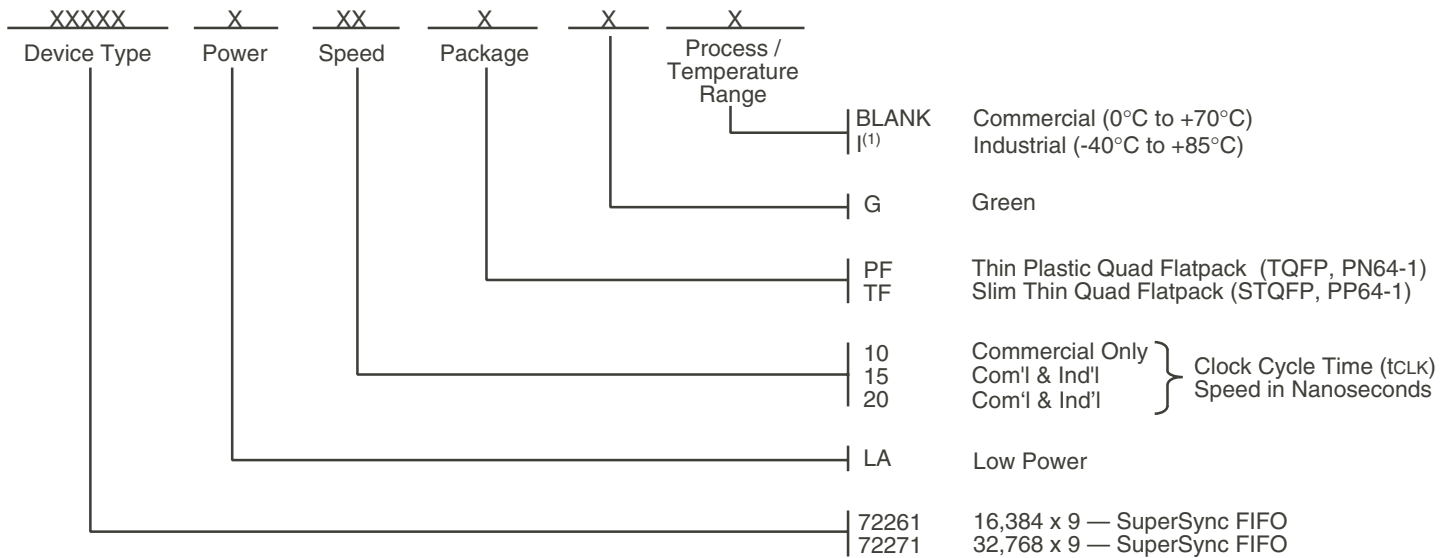 XXXXX X XX X X X
Device Type Power Speed Package Process /
Temperature
Range
BLANK Commercial (0°C to +70°C)
I(1) Industrial (-40°C to +85°C)
G Green
PF Thin Plastic Quad Flatpack (TQFP, PN64-1)
TF Slim Thin Quad Flatpack (STQFP, PP64-1)
10 Commercial Only
15 Com'l & Ind'l
20 Com‘l & Ind’l
Clock Cycle Time (tCLK)
Speed in Nanoseconds
LA Low Power
72261 16,384 x 9 — SuperSync FIFO
72271 32,768 x 9 — SuperSync FIFO